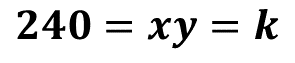 240 = xy = k